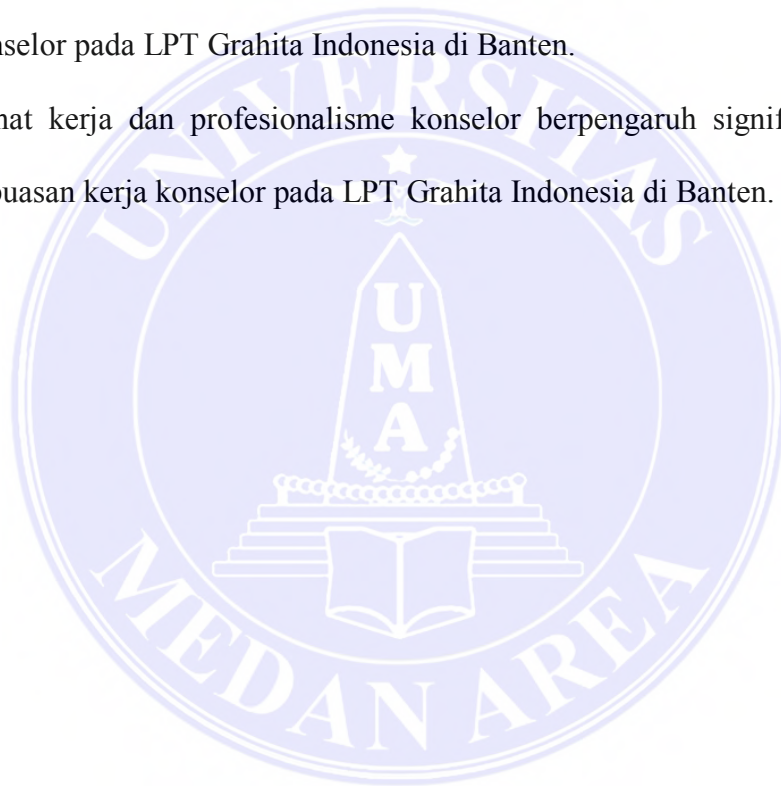 nselor pada LPT Grahita Indonesia di Banten.
nat kerja dan profesionalisme konselor berpengaruh signif
puasan kerja konselor pada LPT Grahita Indonesia di Banten.
UNIVERSITAS
UMA
MEDAN AREA